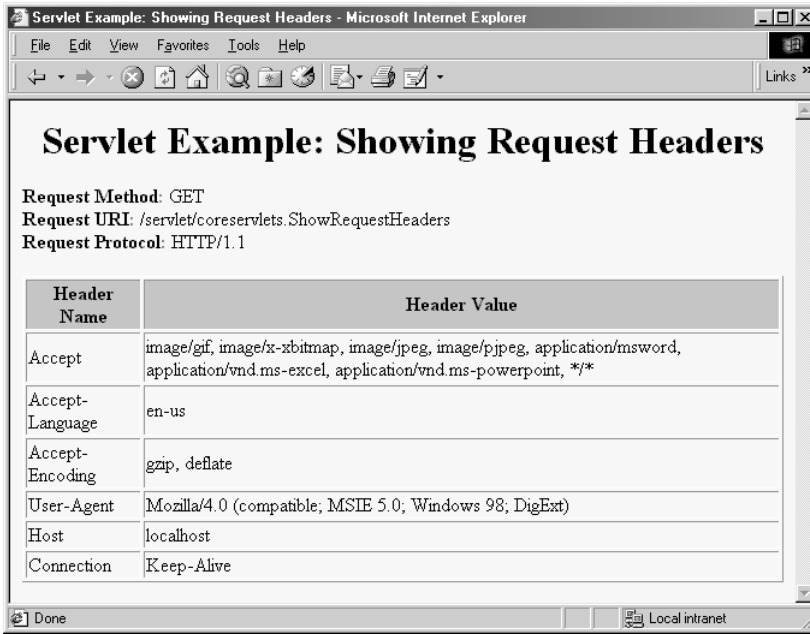 Servlet Example: Showing Request Headers - Microsoft Internet Explorer
File Edit View Favorites Tools Help
Links »
Servlet Example: Showing Request Headers
Request Method: GET
Request URI: /servlet/coreservlets.ShowRequestHeaders
Request Protocol: HTTP/1.1
Header
Name
Header Value
Accept
image/gif, image/x-xbitmap, image/jpeg, image/pjpeg, application/msword,
application/vnd.ms-excel, application/vnd.ms-powerpoint, */*
Accept-
Language
en-us
Accept-
Encoding
gzip, deflate
User-Agent
Mozilla/4.0 (compatible; MSIE 5.0; Windows 98; DigExt)
Host
localhost
Connection
Keep-Alive
Done
Local intranet